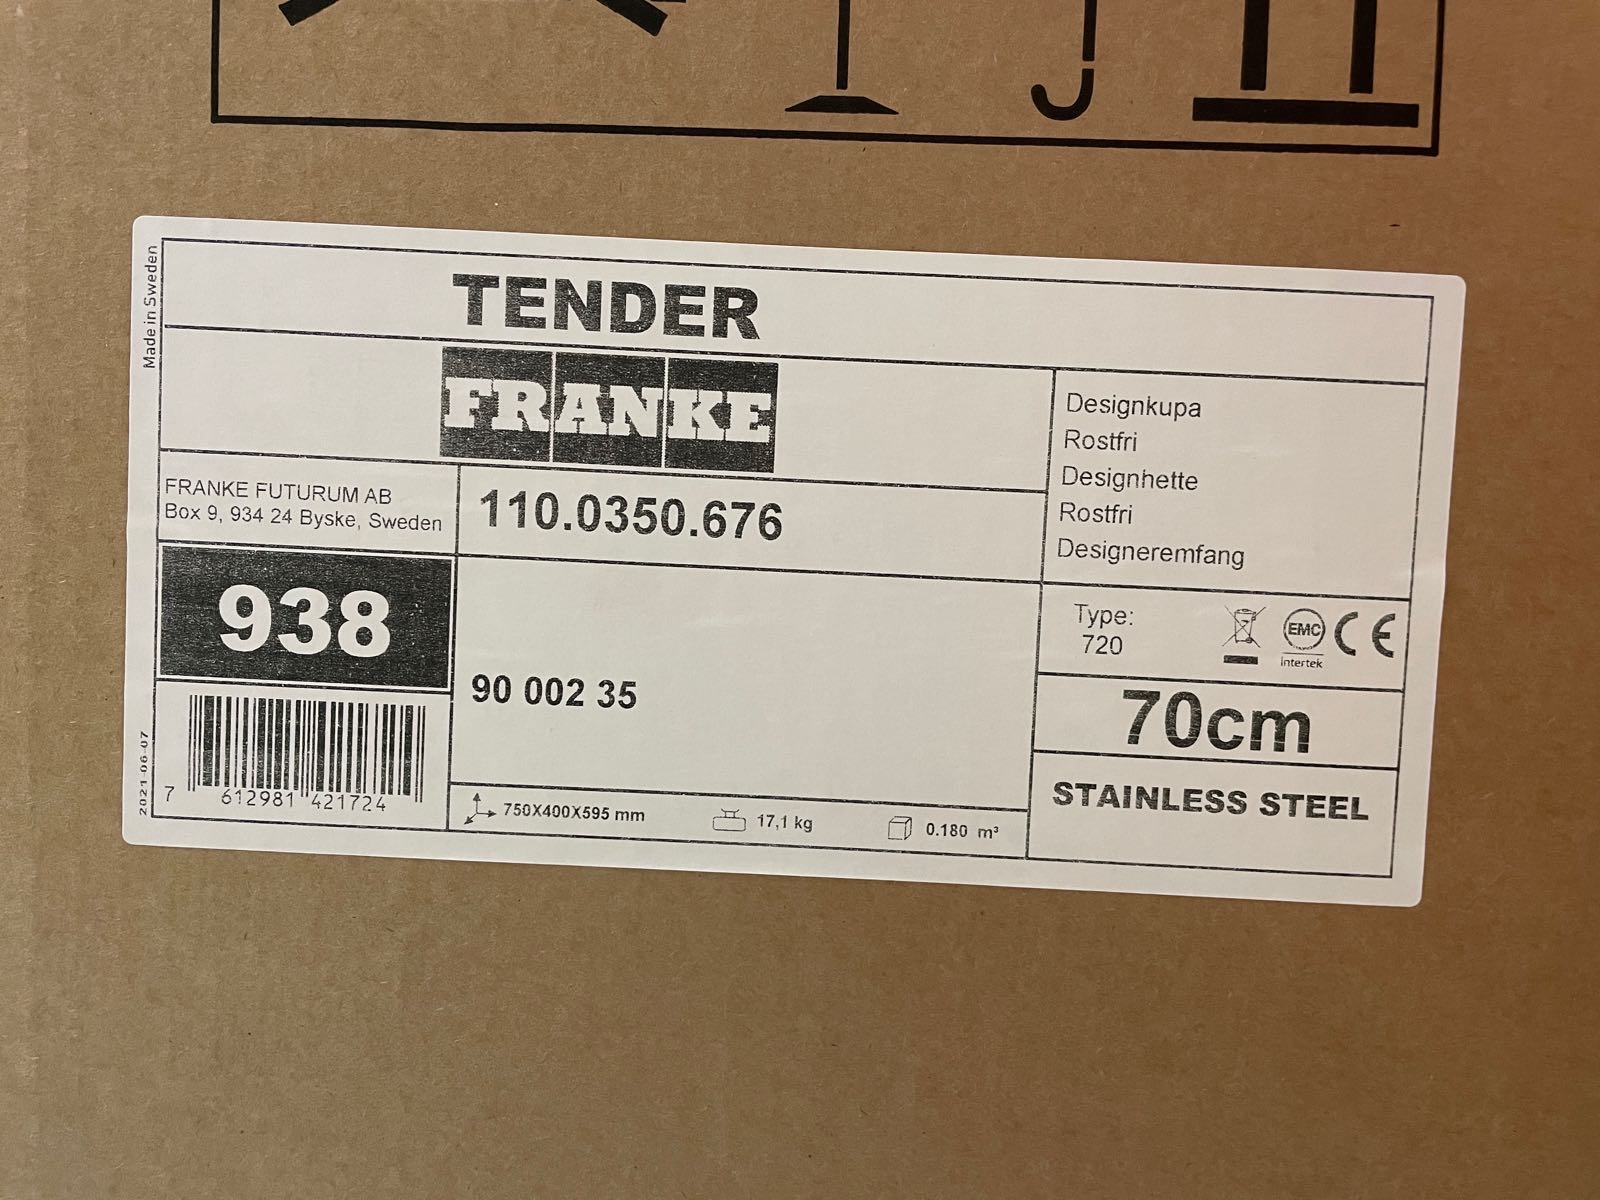 Made in Sweden
TENDER
FRANKE
Designkupa
Rostfri
Designhette
Rostfri
Designeremfang
FRANKE FUTURUM AB
Box 9, 934 24 Byske, Sweden
110.0350.676
938
90 002 35
Type:
720
EMC
Intertek
CE
70cm
STAINLESS STEEL
2021-06-07
7 612981 421724
750X400X595 mm
17,1 kg
0.180 m³